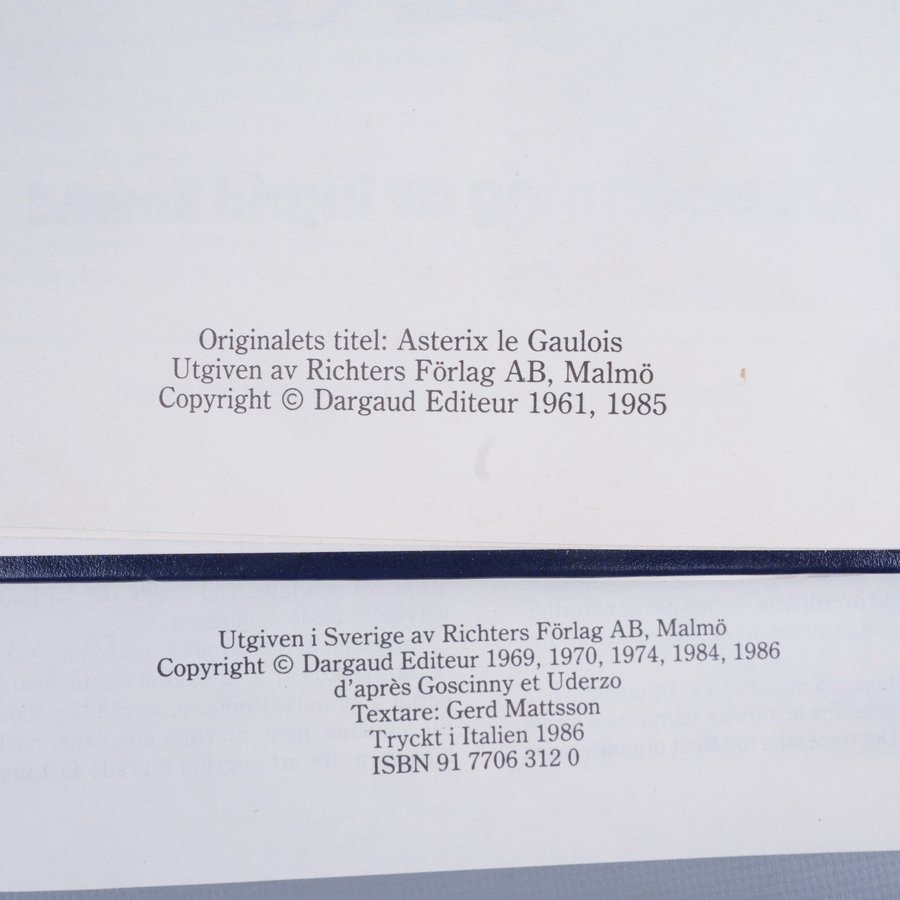 Originalets titel: Asterix le Gaulois
Utgiven av Richters Förlag AB, Malmö
Copyright © Dargaud Editeur 1961, 1985
Utgiven i Sverige av Richters Förlag AB, Malmö
Copyright © Dargaud Editeur 1969, 1970, 1974, 1984, 1986
d'après Goscinny et Uderzo
Textare: Gerd Mattsson
Tryckt i Italien 1986
ISBN 91 7706 312 0